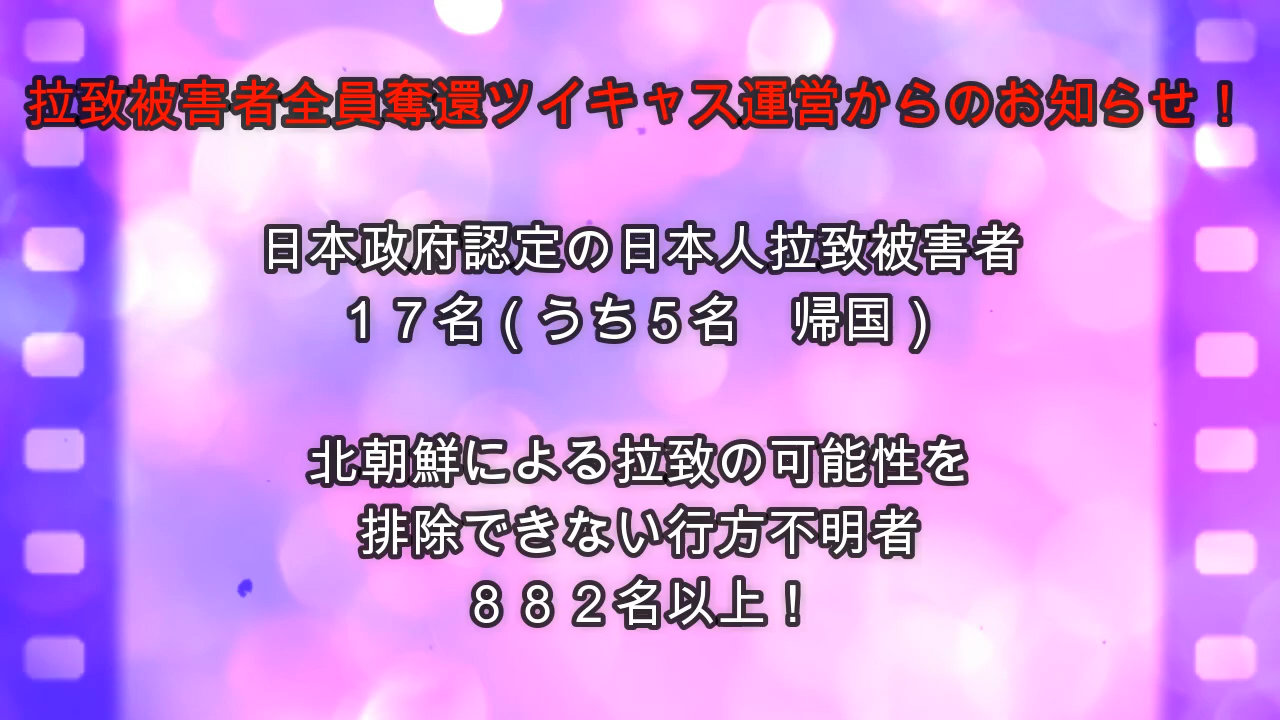 拉致被害者全員奪還ツイキャス運営からのお知らせ！
日本政府認定の日本人拉致被害者
１７名（うち５名　帰国）
北朝鮮による拉致の可能性を
排除できない行方不明者
８８２名以上！